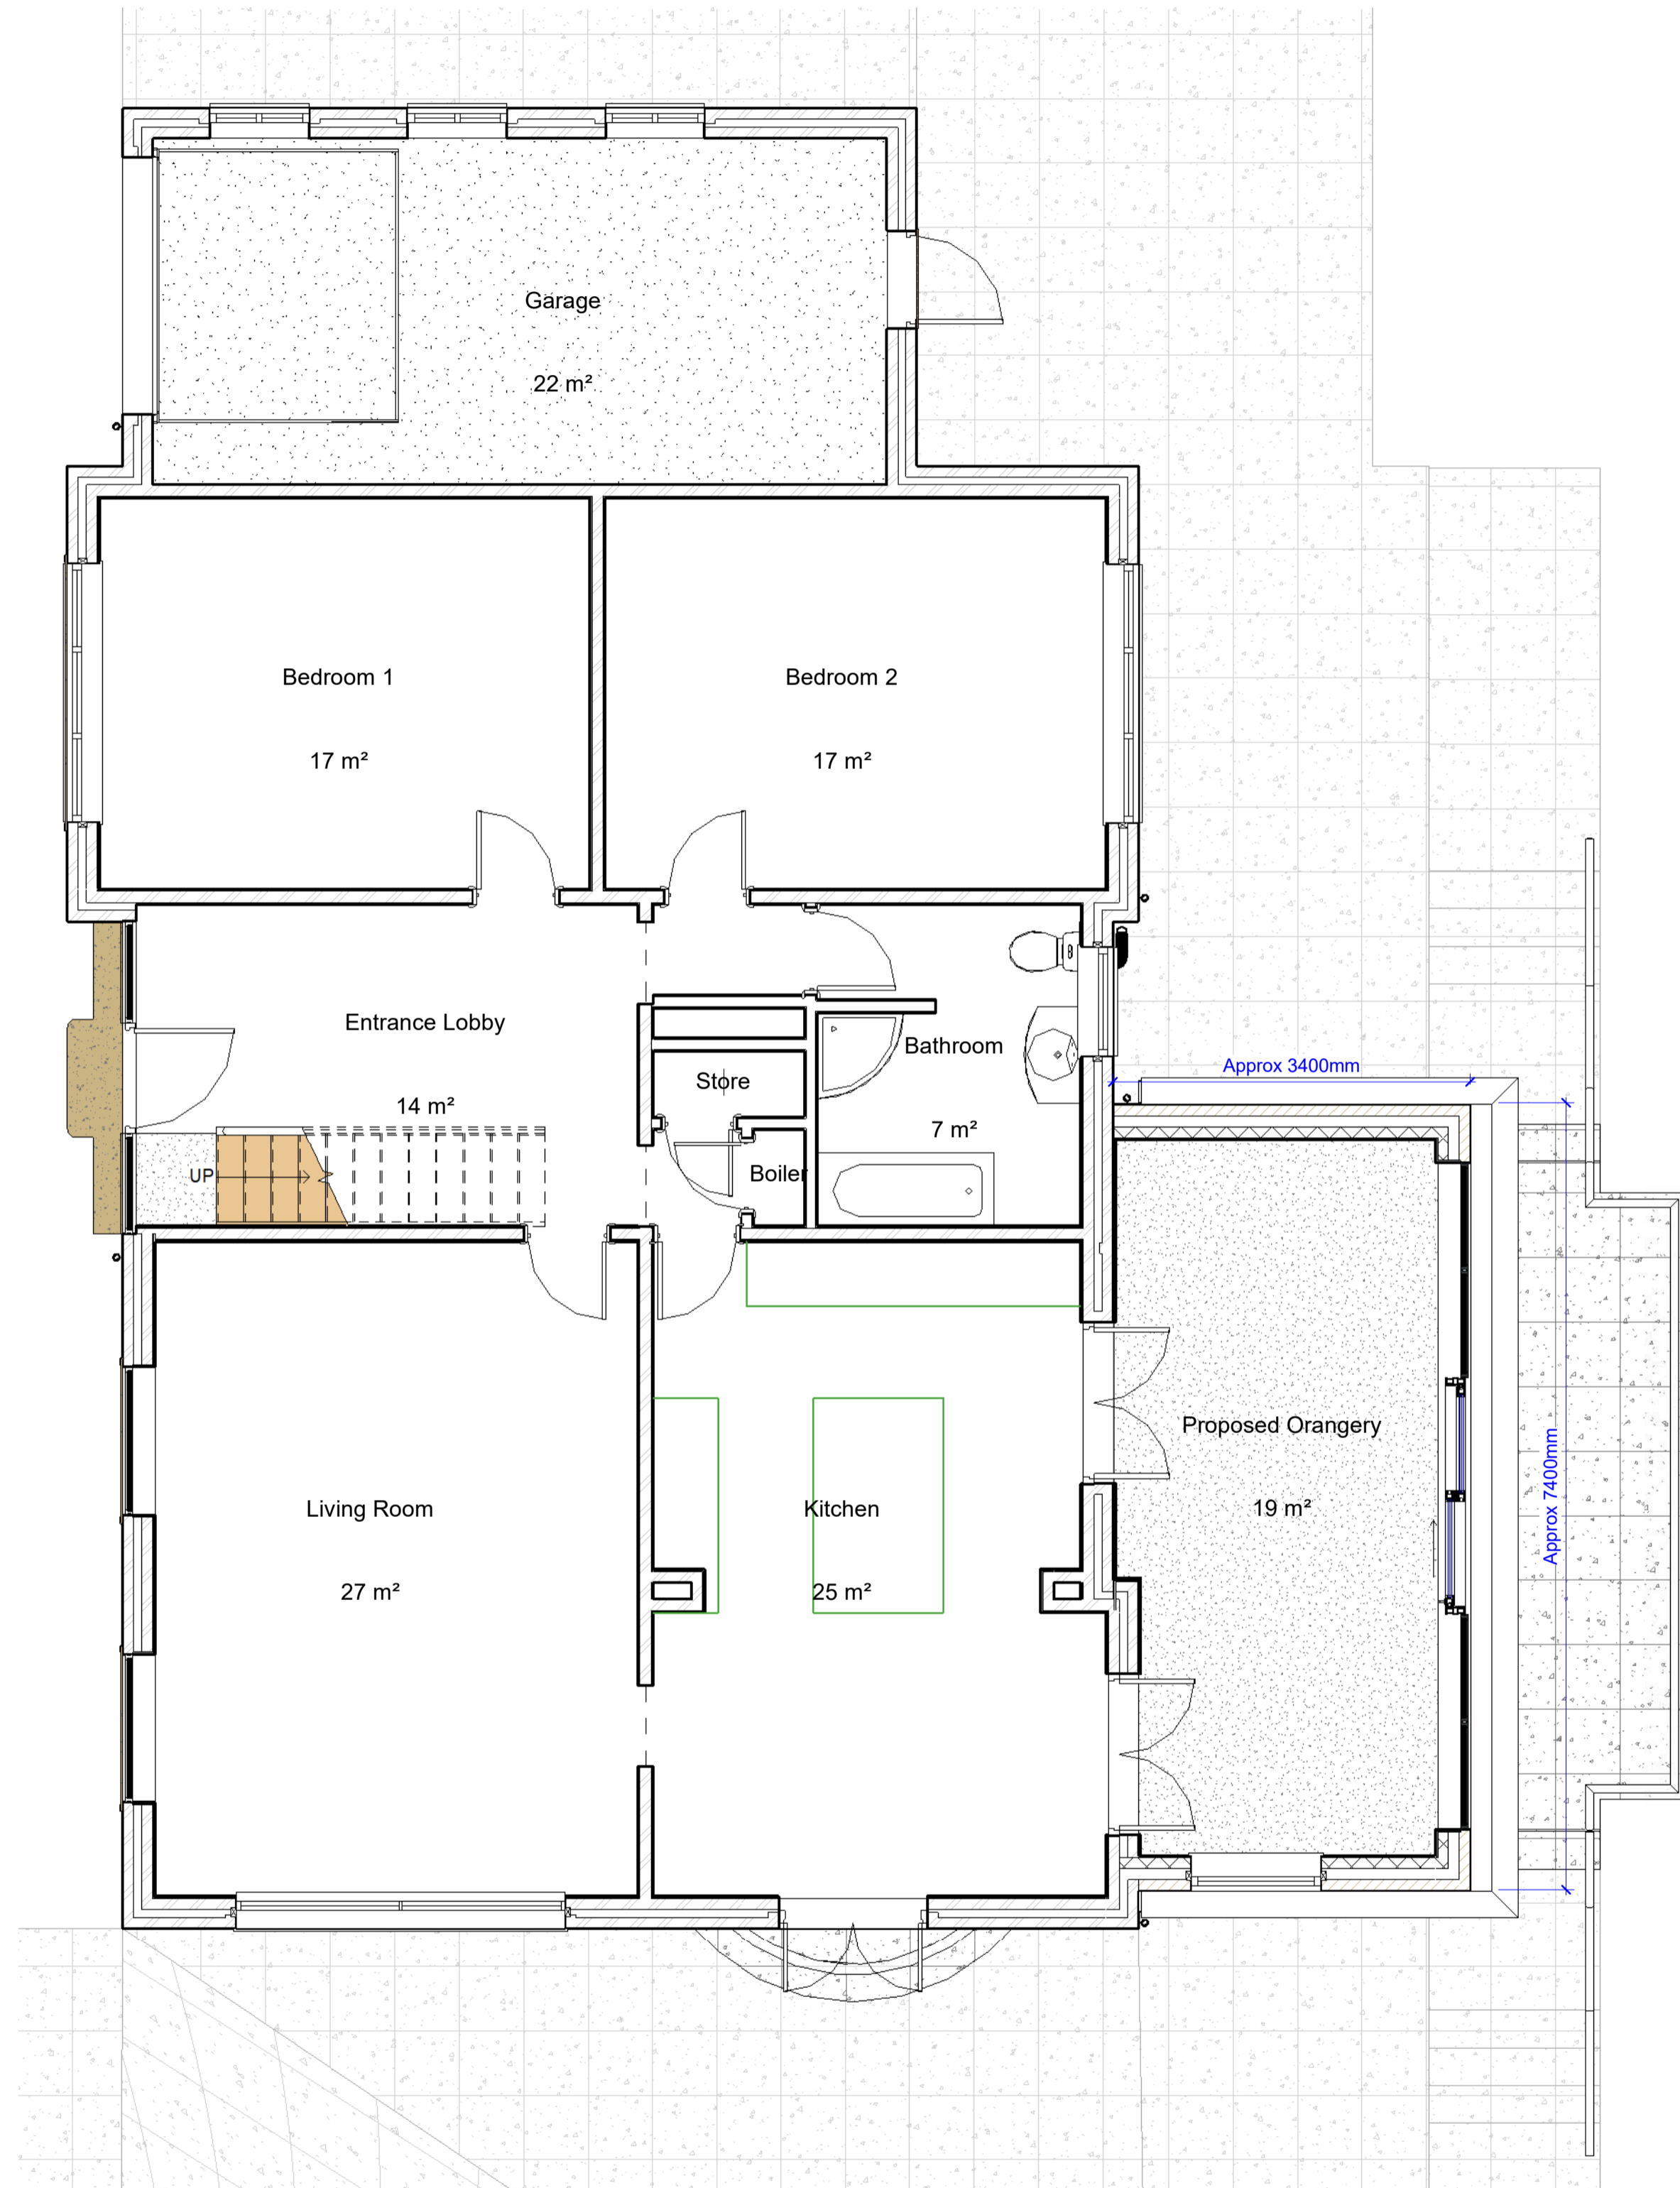 Garage
22 m²
Bedroom 1
17 m²
Bedroom 2
17 m²
Entrance Lobby
14 m²
Store
Bathroom
7 m²
Boiler
UP
Approx 3400mm
Approx 7400mm
Proposed Orangery
19 m²
Living Room
27 m²
Kitchen
25 m²